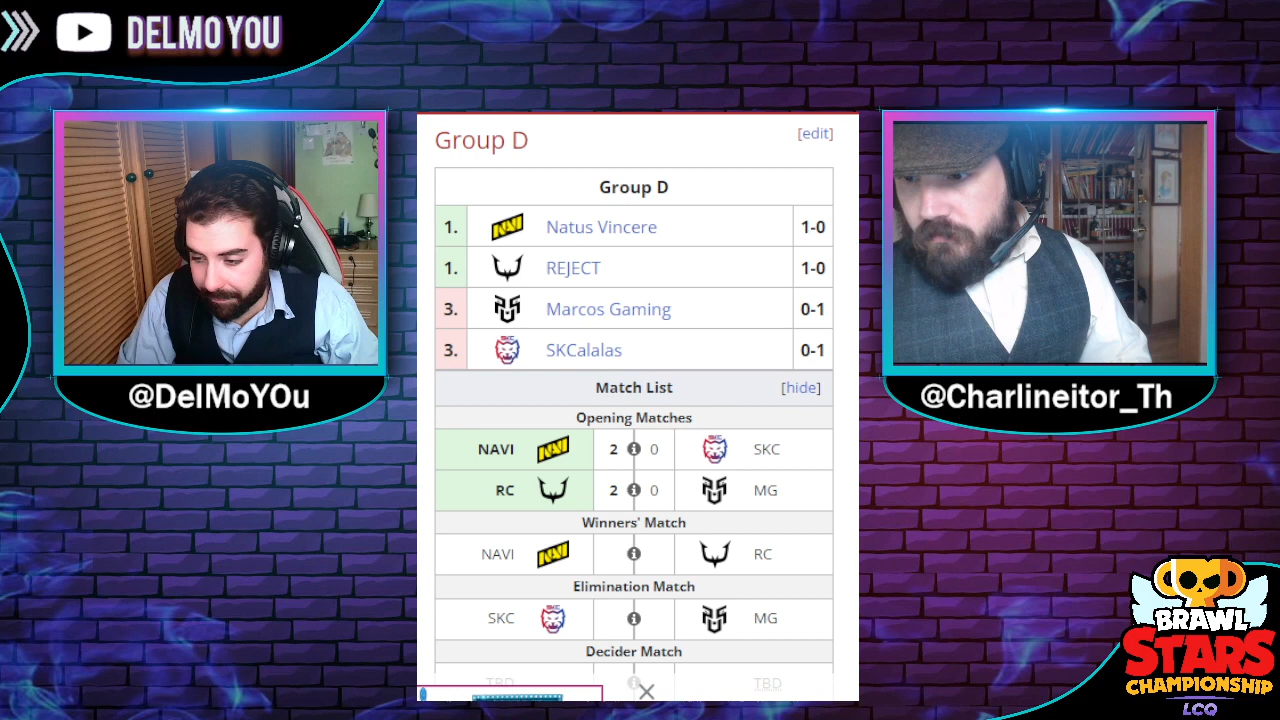 DELMOYOU
Group D
[edit]
Group D
1. Natus Vincere 1-0
1. REJECT 1-0
3. Marcos Gaming 0-1
3. SKCalalas 0-1
Match List [hide]
Opening Matches
NAVI 2 0 SKC
RC 2 0 MG
Winners' Match
NAVI RC
Elimination Match
SKC MG
Decider Match
TBD TBD
@DelMoYOu
@Charlineitor_Th
BRAWL
STARS
CHAMPIONSHIP
LCQ